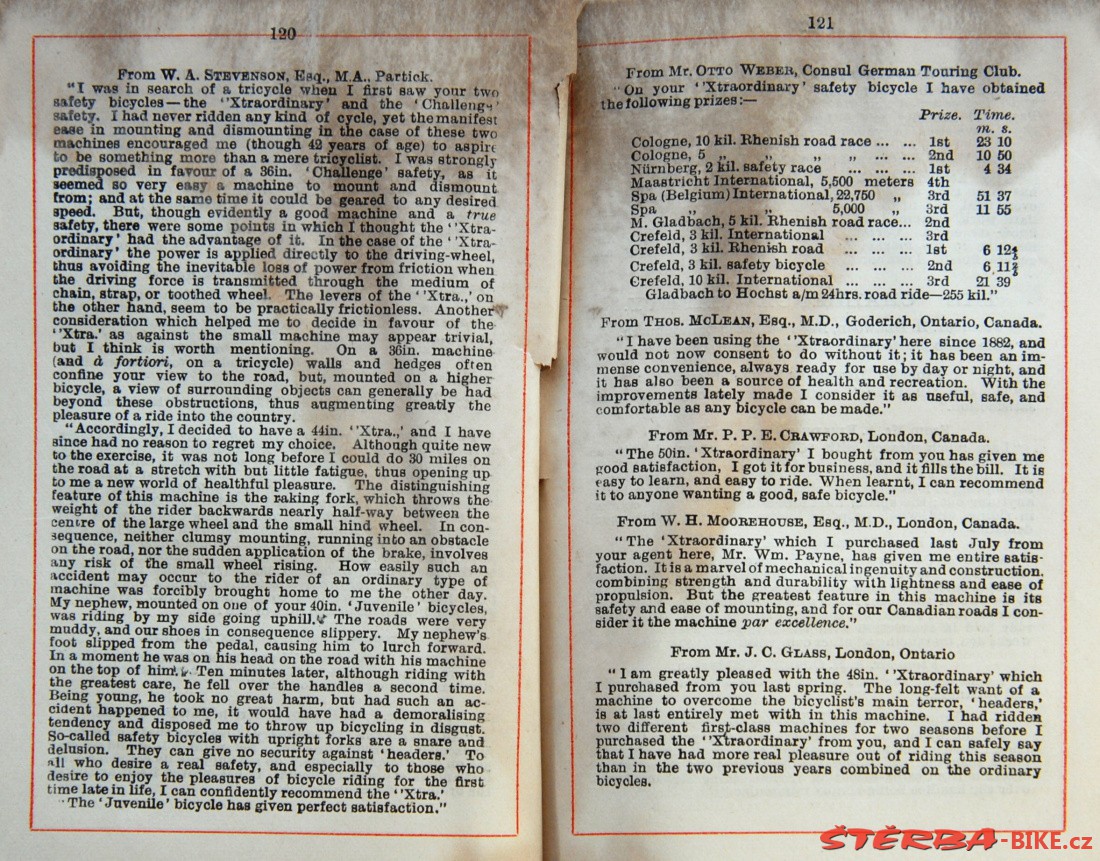 120
From W. A. STEVENSON, Esq., M.A., Partick.
"I was in search of a tricycle when I first saw your two
safety bicycles—the ''Xtraordinary' and the 'Challenge'
safety. I had never ridden any kind of cycle, yet the manifest
ease in mounting and dismounting in the case of these two
machines encouraged me (though 42 years of age) to aspire
to be something more than a mere tricyclist. I was strongly
predisposed in favour of a 36in. 'Challenge' safety, as it
seemed so very easy a machine to mount and dismount
from; and at the same time it could be geared to any desired
speed. But, though evidently a good machine and a true
safety, there were some points in which I thought the ''Xtra-
ordinary' had the advantage of it. In the case of the ''Xtra-
ordinary' the power is applied directly to the driving-wheel,
thus avoiding the inevitable loss of power from friction when
the driving force is transmitted through the medium of
chain, strap, or toothed wheel. The levers of the ''Xtra.,' on
the other hand, seem to be practically frictionless. Another
consideration which helped me to decide in favour of the
''Xtra.' as against the small machine may appear trivial,
but I think is worth mentioning. On a 36in. machine
(and à fortiori, on a tricycle) walls and hedges often
confine your view to the road, but, mounted on a higher
bicycle, a view of surrounding objects can generally be had
beyond these obstructions, thus augmenting greatly the
pleasure of a ride into the country.
"Accordingly, I decided to have a 44in. ''Xtra.,' and I have
since had no reason to regret my choice. Although quite new
to the exercise, it was not long before I could do 30 miles on
the road at a stretch with but little fatigue, thus opening up
to me a new world of healthful pleasure. The distinguishing
feature of this machine is the raking fork, which throws the
weight of the rider backwards nearly half-way between the
centre of the large wheel and the small hind wheel. In con-
sequence, neither clumsy mounting, running into an obstacle
on the road, nor the sudden application of the brake, involves
any risk of the small wheel rising. How easily such an
accident may occur to the rider of an ordinary type of
machine was forcibly brought home to me the other day.
My nephew, mounted on one of your 40in. 'Juvenile' bicycles,
was riding by my side going uphill. The roads were very
muddy, and our shoes in consequence slippery. My nephew's
foot slipped from the pedal, causing him to lurch forward.
In a moment he was on his head on the road with his machine
on the top of him. Ten minutes later, although riding with
the greatest care, he fell over the handles a second time.
Being young, he took no great harm, but had such an ac-
cident happened to me, it would have had a demoralising
tendency and disposed me to throw up bicycling in disgust.
So-called safety bicycles with upright forks are a snare and
delusion. They can give no security against 'headers.' To
all who desire a real safety, and especially to those who
desire to enjoy the pleasures of bicycle riding for the first
time late in life, I can confidently recommend the ''Xtra.'
"The 'Juvenile' bicycle has given perfect satisfaction."
121
From Mr. OTTO WEBER, Consul German Touring Club.
"On your ''Xtraordinary' safety bicycle I have obtained
the following prizes:—
Prize. Time.
m. s.
Cologne, 10 kil. Rhenish road race ... ... 1st 23 10
Cologne, 5 „ „ „ „ ... ... 2nd 10 50
Nürnberg, 2 kil. safety race ... ... ... 1st 4 34
Maastricht International, 5,500 meters 4th
Spa (Belgium) International, 22,750 „ 3rd 51 37
Spa „ „ 5,000 „ 3rd 11 55
M. Gladbach, 5 kil. Rhenish road race... 2nd
Crefeld, 3 kil. International ... ... ... 3rd
Crefeld, 3 kil. Rhenish road ... ... ... 1st 6 12
Crefeld, 3 kil. safety bicycle ... ... ... 2nd 6 11
Crefeld, 10 kil. International ... ... ... 3rd 21 39
Gladbach to Hochst a/m 24hrs. road ride—255 kil."
From THOS. MCLEAN, Esq., M.D., Goderich, Ontario, Canada.
"I have been using the ''Xtraordinary' here since 1882, and
would not now consent to do without it; it has been an im-
mense convenience, always ready for use by day or night, and
it has also been a source of health and recreation. With the
improvements lately made I consider it as useful, safe, and
comfortable as any bicycle can be made."
From Mr. P. P. E. CRAWFORD, London, Canada.
"The 50in. 'Xtraordinary' I bought from you has given me
good satisfaction, I got it for business, and it fills the bill. It is
easy to learn, and easy to ride. When learnt, I can recommend
it to anyone wanting a good, safe bicycle."
From W. H. MOOREHOUSE, Esq., M.D., London, Canada.
"The 'Xtraordinary' which I purchased last July from
your agent here, Mr. Wm. Payne, has given me entire satis-
faction. It is a marvel of mechanical ingenuity and construction,
combining strength and durability with lightness and ease of
propulsion. But the greatest feature in this machine is its
safety and ease of mounting, and for our Canadian roads I con-
sider it the machine par excellence."
From Mr. J. C. GLASS, London, Ontario
"I am greatly pleased with the 48in. ''Xtraordinary' which
I purchased from you last spring. The long-felt want of a
machine to overcome the bicyclist's main terror, 'headers,'
is at last entirely met with in this machine. I had ridden
two different first-class machines for two seasons before I
purchased the ''Xtraordinary' from you, and I can safely say
that I have had more real pleasure out of riding this season
than in the two previous years combined on the ordinary
bicycles.
ŠTĚRBA-BIKE.cz